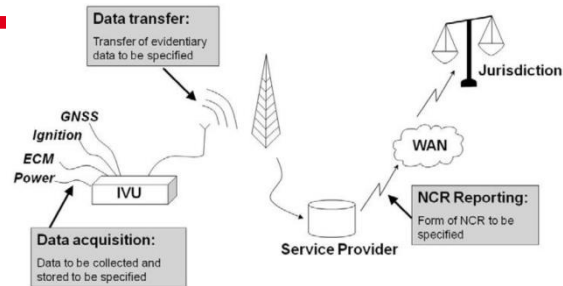 Data transfer:
Transfer of evidentiary
data to be specified
Jurisdiction
GNSS
Ignition
ECM
Power
IVU
WAN
NCR Reporting:
Form of NCR to be
specified
Data acquisition:
Data to be collected and
stored to be specified
Service Provider